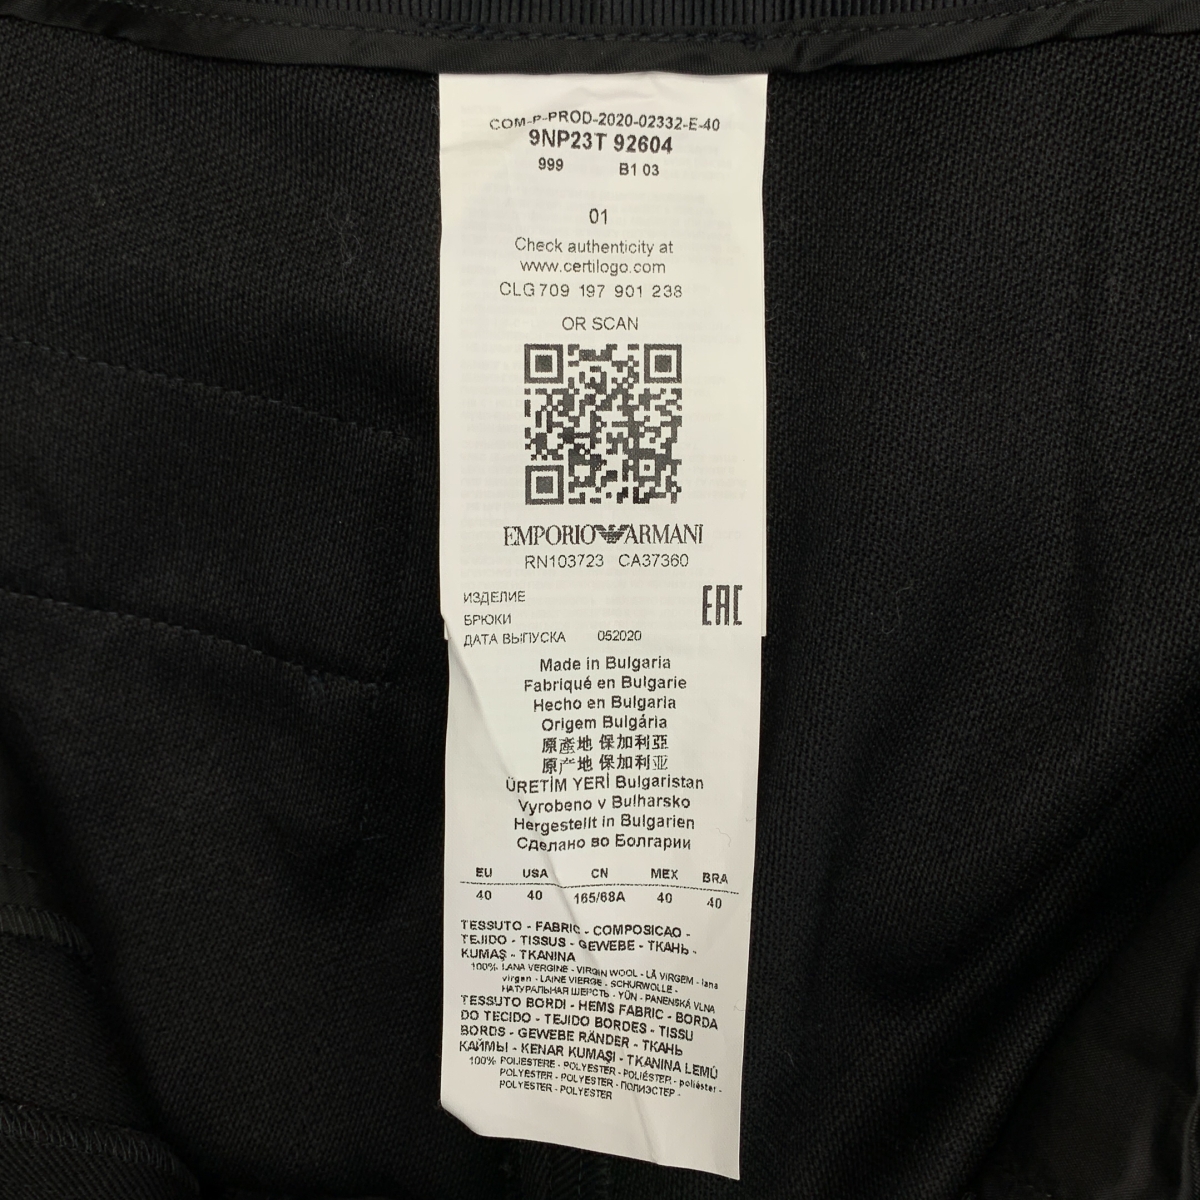 COM-P-PROD-2020-02332-E-40
9NP23T 92604
999 B1 03
01
Check authenticity at
www.certilogo.com
CLG 709 197 901 238
OR SCAN
EMPORIO ARMANI
RN103723 CA37360
ИЗДЕЛИЕ
EAC
БРЮКИ
ДАТА ВЫПУСКА 052020
Made in Bulgaria
Fabriqué en Bulgarie
Hecho en Bulgaria
Origem Bulgária
原產地 保加利亞
原产地 保加利亚
ÜRETİM YERİ Bulgaristan
Vyrobeno v Bulharsko
Hergestellt in Bulgarien
Сделано во Болгарии
EU USA CN MEX BRA
40 40 165/68A 40 40
TESSUTO - FABRIC - COMPOSICAO -
TEJIDO - TISSUS - GEWEBE - ТКАНЬ -
KUMAŞ - TKANINA
100% LANA VERGINE - VIRGIN WOOL - LÃ VIRGEM - lana
virgen - LAINE VIERGE - SCHURWOLLE -
НАТУРАЛЬНАЯ ШЕРСТЬ - YÜN - PANENSKÁ VLNA
TESSUTO BORDI - HEMS FABRIC - BORDA
DO TECIDO - TEJIDO BORDES - TISSU
BORDS - GEWEBE RÄNDER - ТКАНЬ
КАЙМЫ - KENAR KUMAŞI - TKANINA LEMŮ
100% POLIESTERE - POLYESTER - POLIÉSTER - poliéster -
POLYESTER - POLYESTER - ПОЛИЭСТЕР -
POLYESTER - POLYESTER